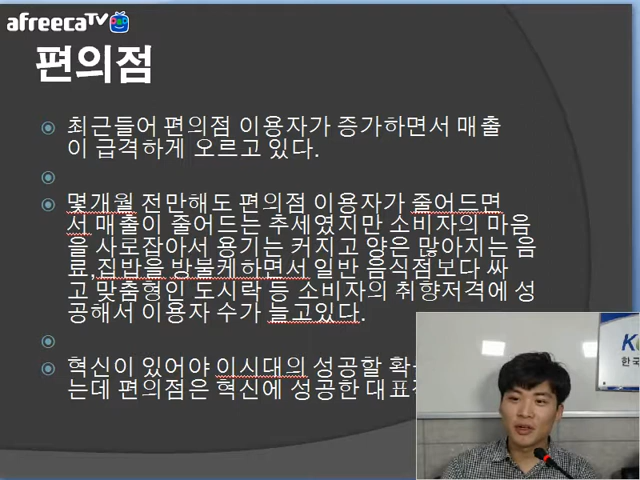 afreecaTV
편의점
최근들어 편의점 이용자가 증가하면서 매출
이 급격하게 오르고 있다.
몇개월 전만해도 편의점 이용자가 줄어드면
서 매출이 줄어드는 추세였지만 소비자의 마음
을 사로잡아서 용기는 커지고 양은 많아지는 음
료,집밥을 방불케하면서 일반 음식점보다 싸
고 맞춤형인 도시락 등 소비자의 취향저격에 성
공해서 이용자 수가 늘고있다.
혁신이 있어야 이시대의 성공할
는데 편의점은 혁신에 성공한
한국